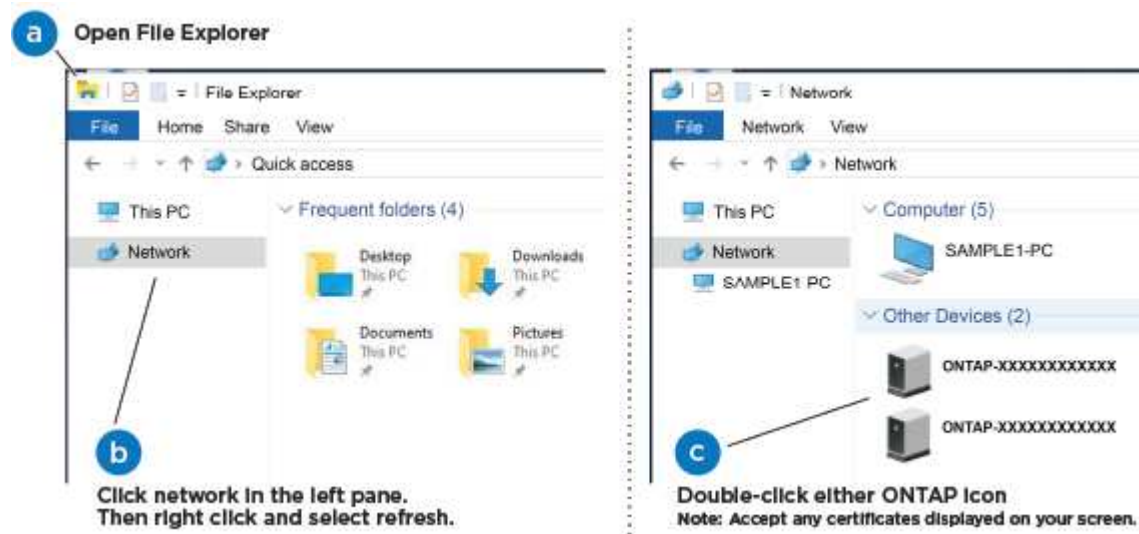 a
Open File Explorer
File Explorer
File Home Share View
Quick access
This PC
Network
Frequent folders (4)
Desktop
This PC
Downloads
This PC
Documents
This PC
Pictures
This PC
b
Click network in the left pane.
Then right click and select refresh.
Network
File Network View
Network
This PC
Network
SAMPLE1 PC
Computer (5)
SAMPLE1-PC
Other Devices (2)
ONTAP-XXXXXXXXXXXX
ONTAP-XXXXXXXXXXXX
c
Double-click either ONTAP icon
Note: Accept any certificates displayed on your screen.